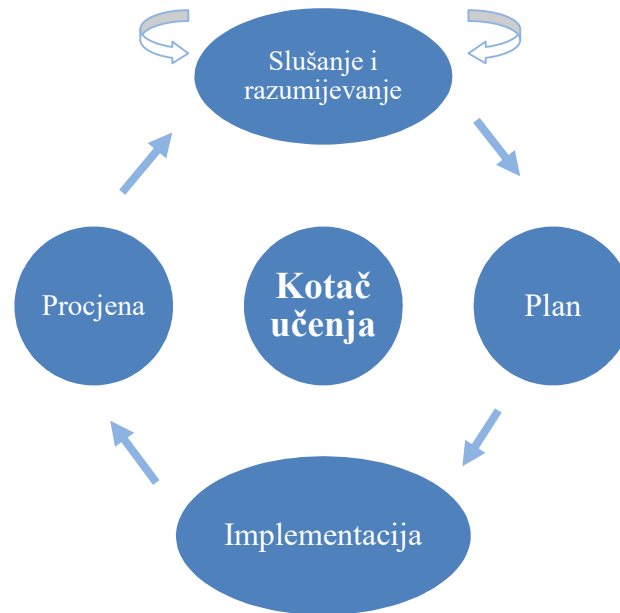 Slušanje i
razumijevanje
Procjena
Kotač
učenja
Plan
Implementacija